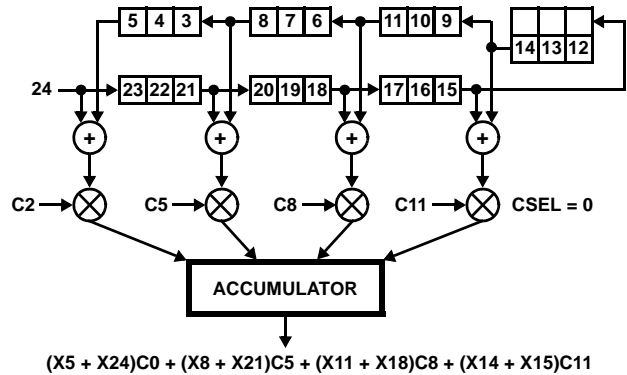 5 4 3 8 7 6 11 10 9
14 13 12
24 23 22 21 20 19 18 17 16 15
+ + + +
C2 C5 C8 C11 CSEL = 0
ACCUMULATOR
(X5 + X24)C0 + (X8 + X21)C5 + (X11 + X18)C8 + (X14 + X15)C11